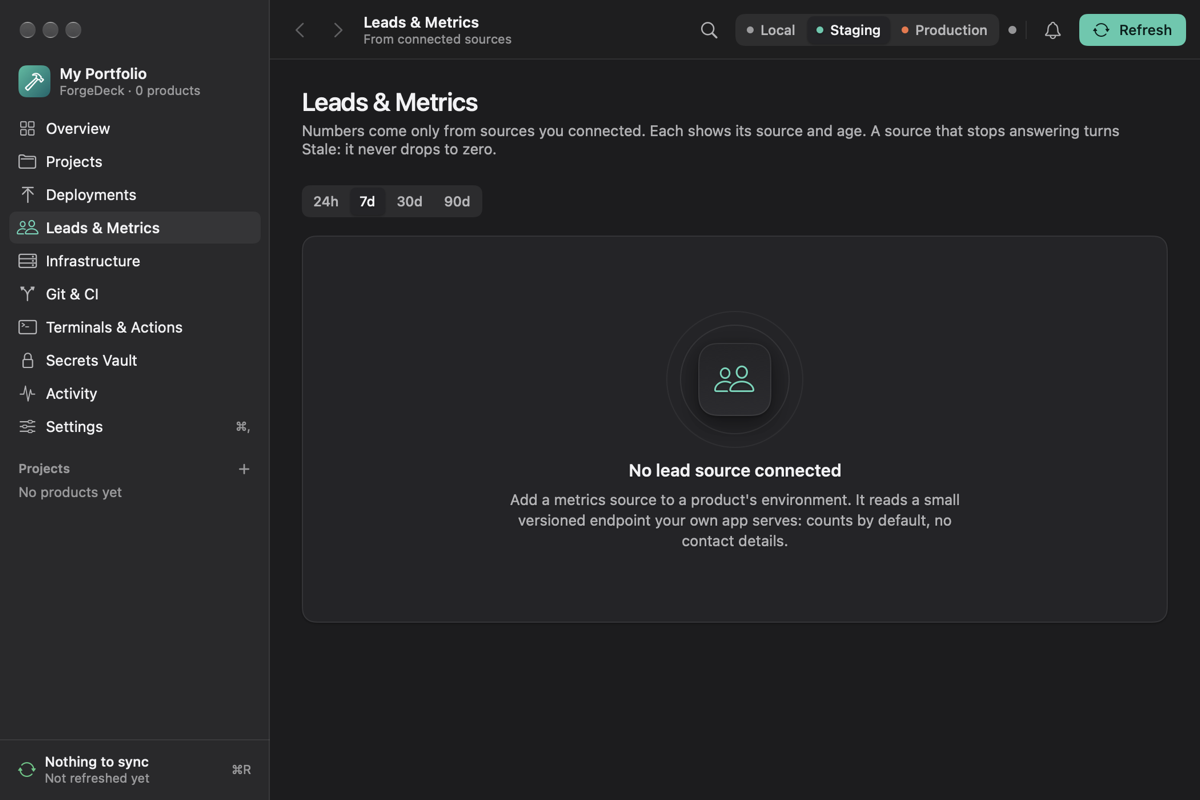 My Portfolio
ForgeDeck · 0 products
Overview
Projects
Deployments
Leads & Metrics
Infrastructure
Git & CI
Terminals & Actions
Secrets Vault
Activity
Settings ⌘,
Projects +
No products yet
Nothing to sync
Not refreshed yet
⌘R
Leads & Metrics
From connected sources
Local Staging Production
Refresh
Leads & Metrics
Numbers come only from sources you connected. Each shows its source and age. A source that stops answering turns
Stale: it never drops to zero.
24h 7d 30d 90d
No lead source connected
Add a metrics source to a product's environment. It reads a small
versioned endpoint your own app serves: counts by default, no
contact details.